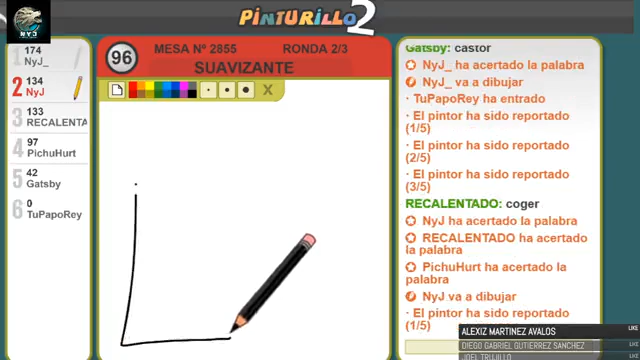 PINTURILLO 2
NYJ
96
MESA Nº 2855
RONDA 2/3
SUAVIZANTE
X
1 174 NyJ_
2 134 NyJ
3 133 RECALENTA
4 97 PichuHurt
5 42 Gatsby
6 0 TuPapoRey
Gatsby: castor
NyJ_ ha acertado la palabra
NyJ_ va a dibujar
· TuPapoRey ha entrado
· El pintor ha sido reportado
(1/5)
· El pintor ha sido reportado
(2/5)
· El pintor ha sido reportado
(3/5)
RECALENTADO: coger
NyJ ha acertado la palabra
RECALENTADO ha acertado
la palabra
PichuHurt ha acertado la
palabra
NyJ va a dibujar
· El pintor ha sido reportado
(1/5)
ALEXIZ MARTINEZ AVALOS LIKE
DIEGO GABRIEL GUTIERREZ SANCHEZ LIKE
JOEL TRUJILLO LIKE